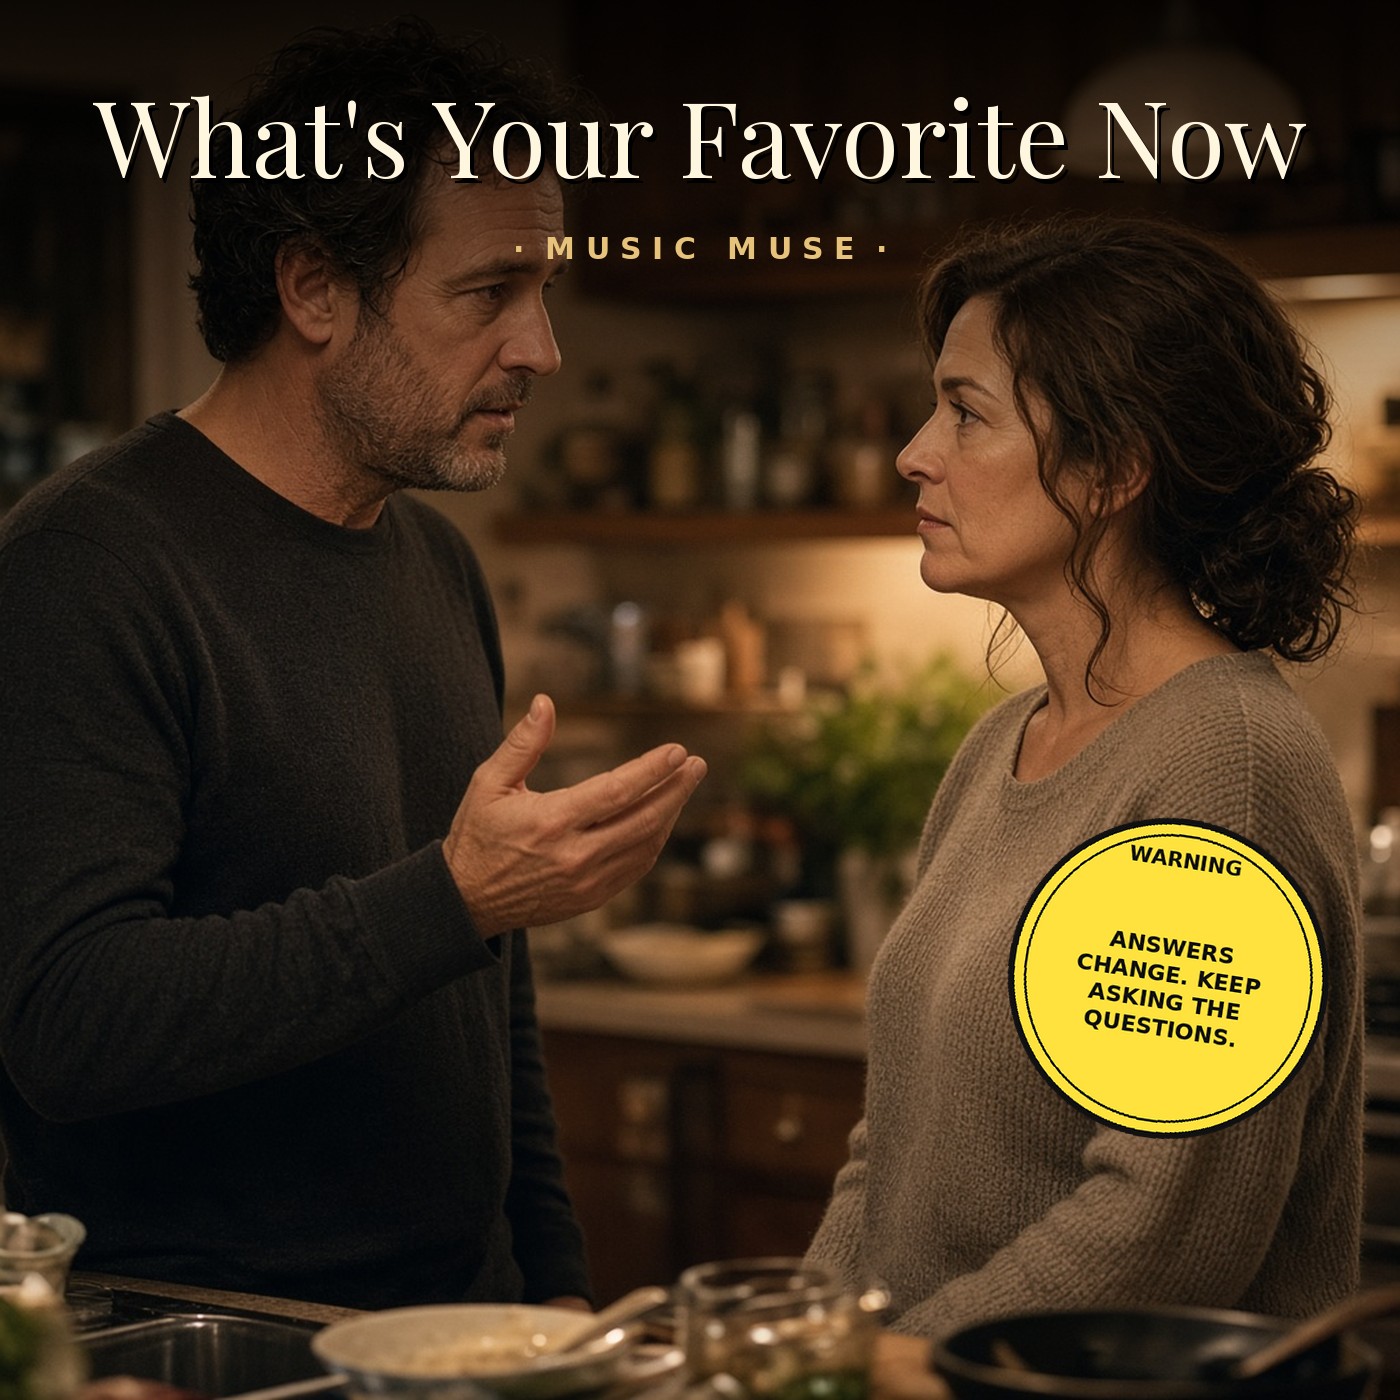 What's Your Favorite Now
· MUSIC MUSE ·
WARNING
ANSWERS
CHANGE. KEEP
ASKING THE
QUESTIONS.